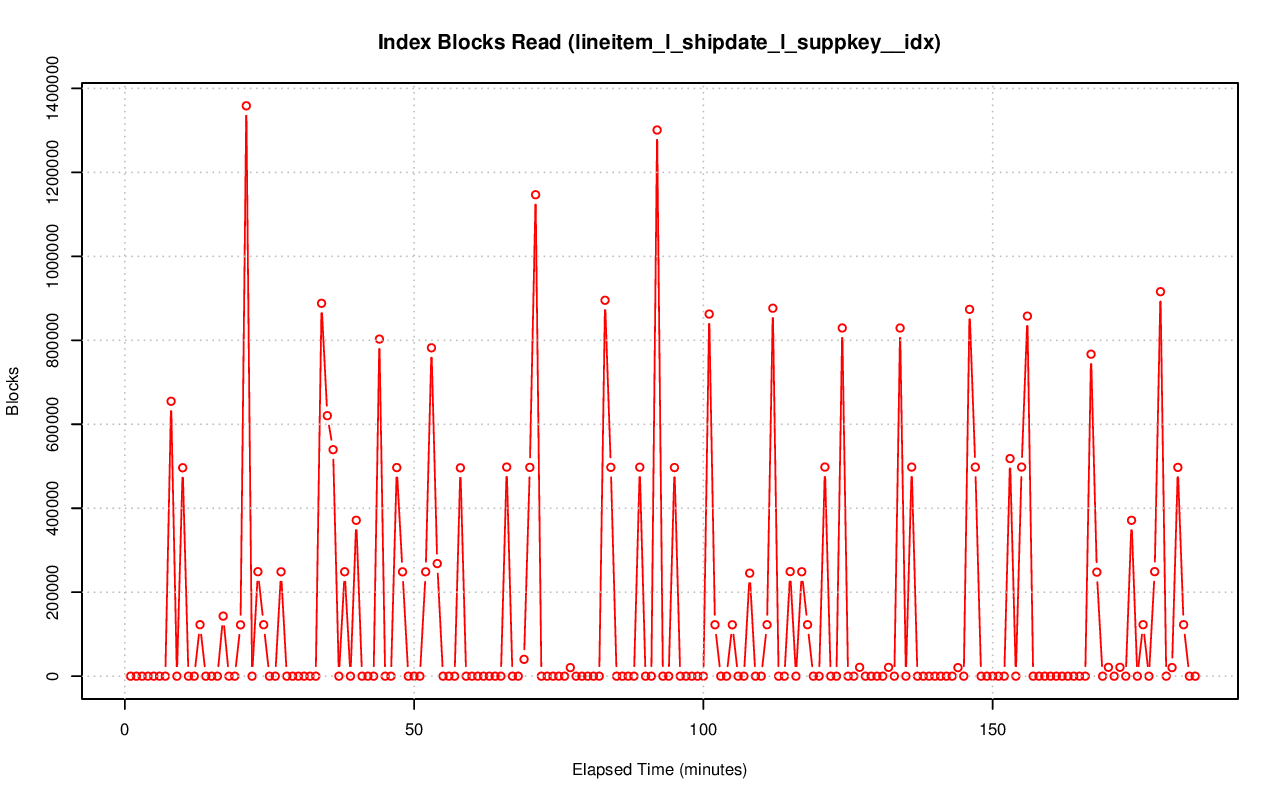 Index Blocks Read (lineitem_l_shipdate_l_suppkey__idx)
1400000
1200000
1000000
800000
600000
400000
200000
0
Blocks
0 50 100 150
Elapsed Time (minutes)